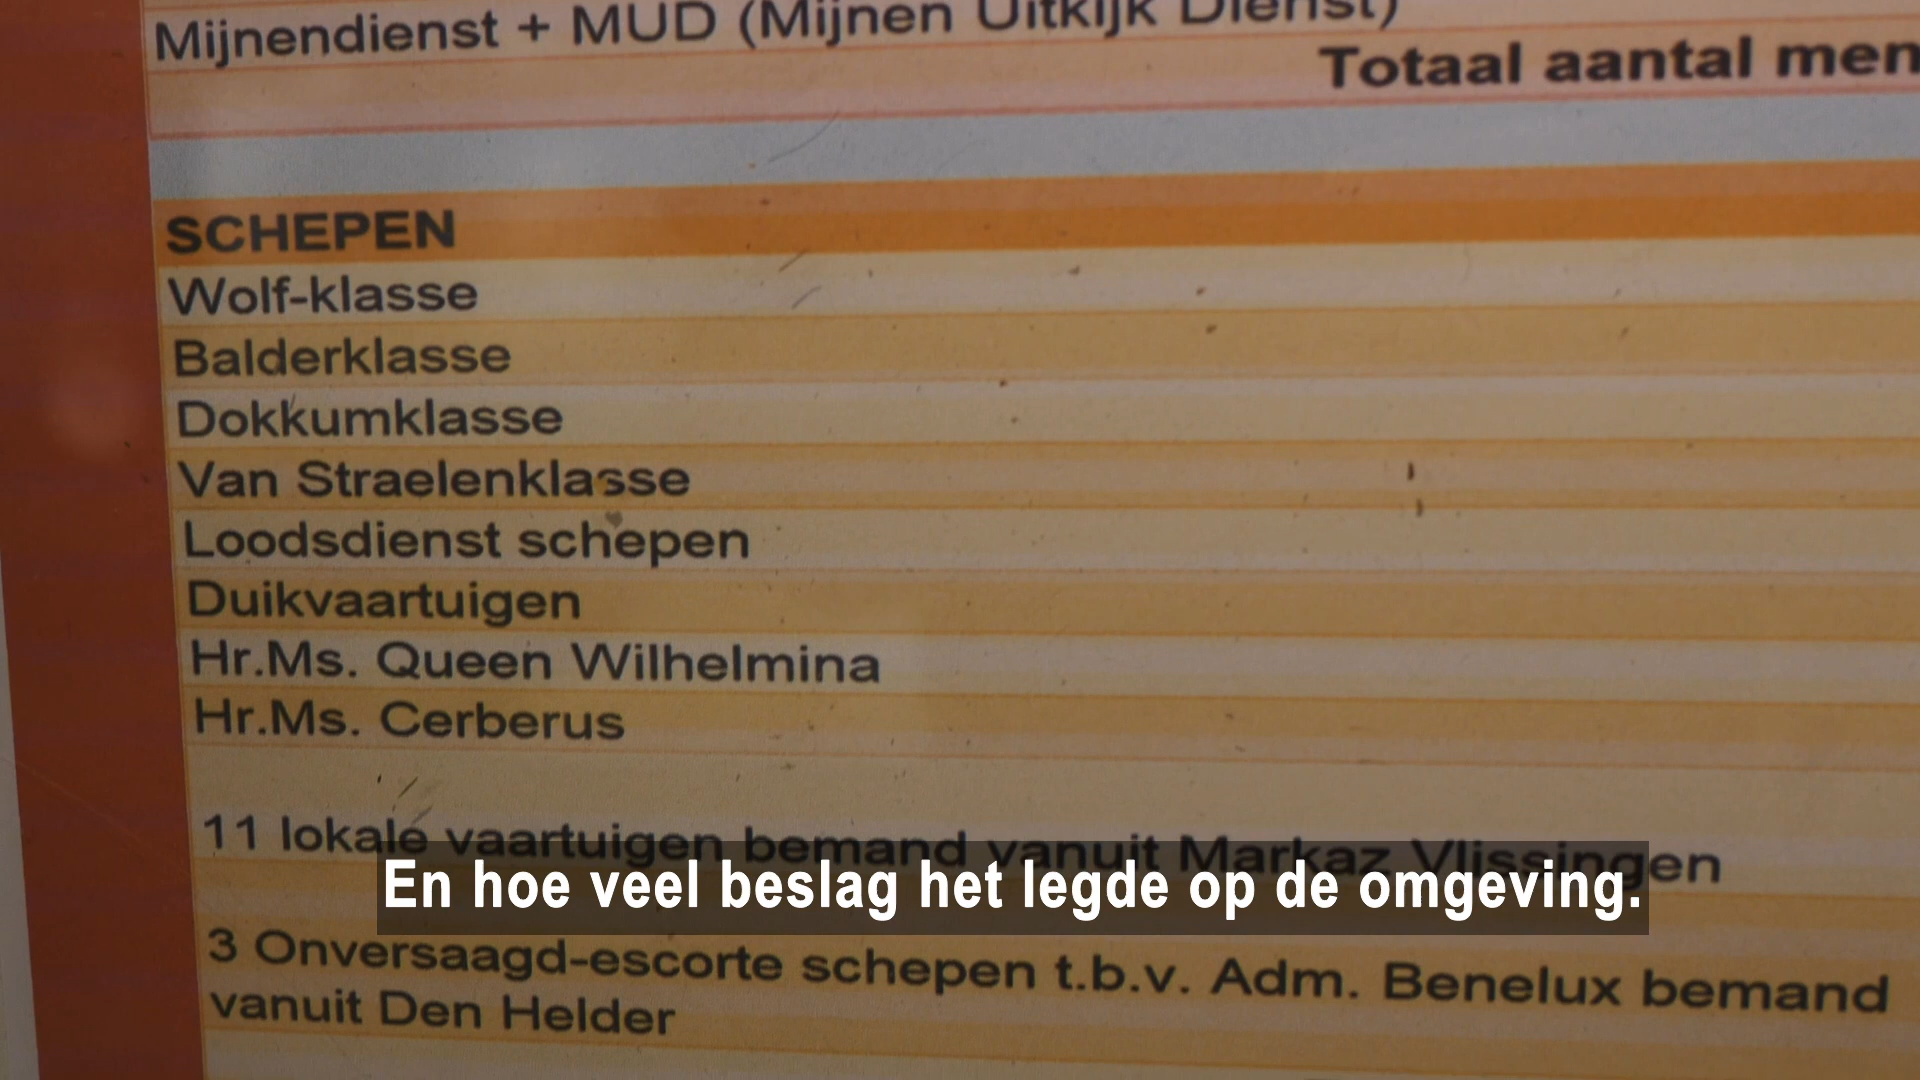 Mijnendienst + MUD (Mijnen Uitkijk Dienst)
Totaal aantal men
SCHEPEN
Wolf-klasse
Balderklasse
Dokkumklasse
Van Straelenklasse
Loodsdienst schepen
Duikvaartuigen
Hr.Ms. Queen Wilhelmina
Hr.Ms. Cerberus
11 lokale vaartuigen bemand vanuit Markaz Vlissingen
En hoe veel beslag het legde op de omgeving.
3 Onversaagd-escorte schepen t.b.v. Adm. Benelux bemand
vanuit Den Helder